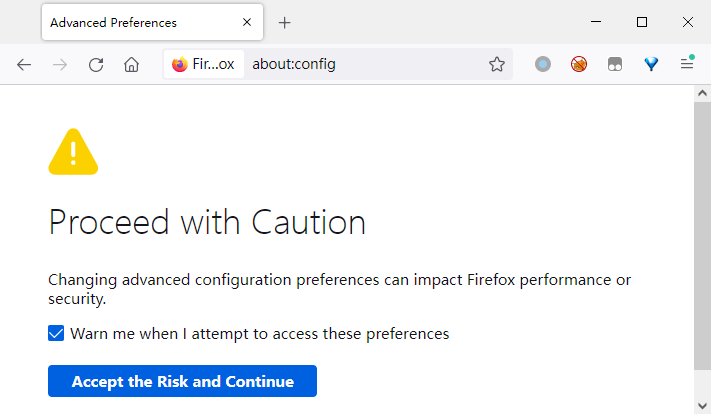 Advanced Preferences
Fir...ox about:config
Proceed with Caution
Changing advanced configuration preferences can impact Firefox performance or
security.
Warn me when I attempt to access these preferences
Accept the Risk and Continue